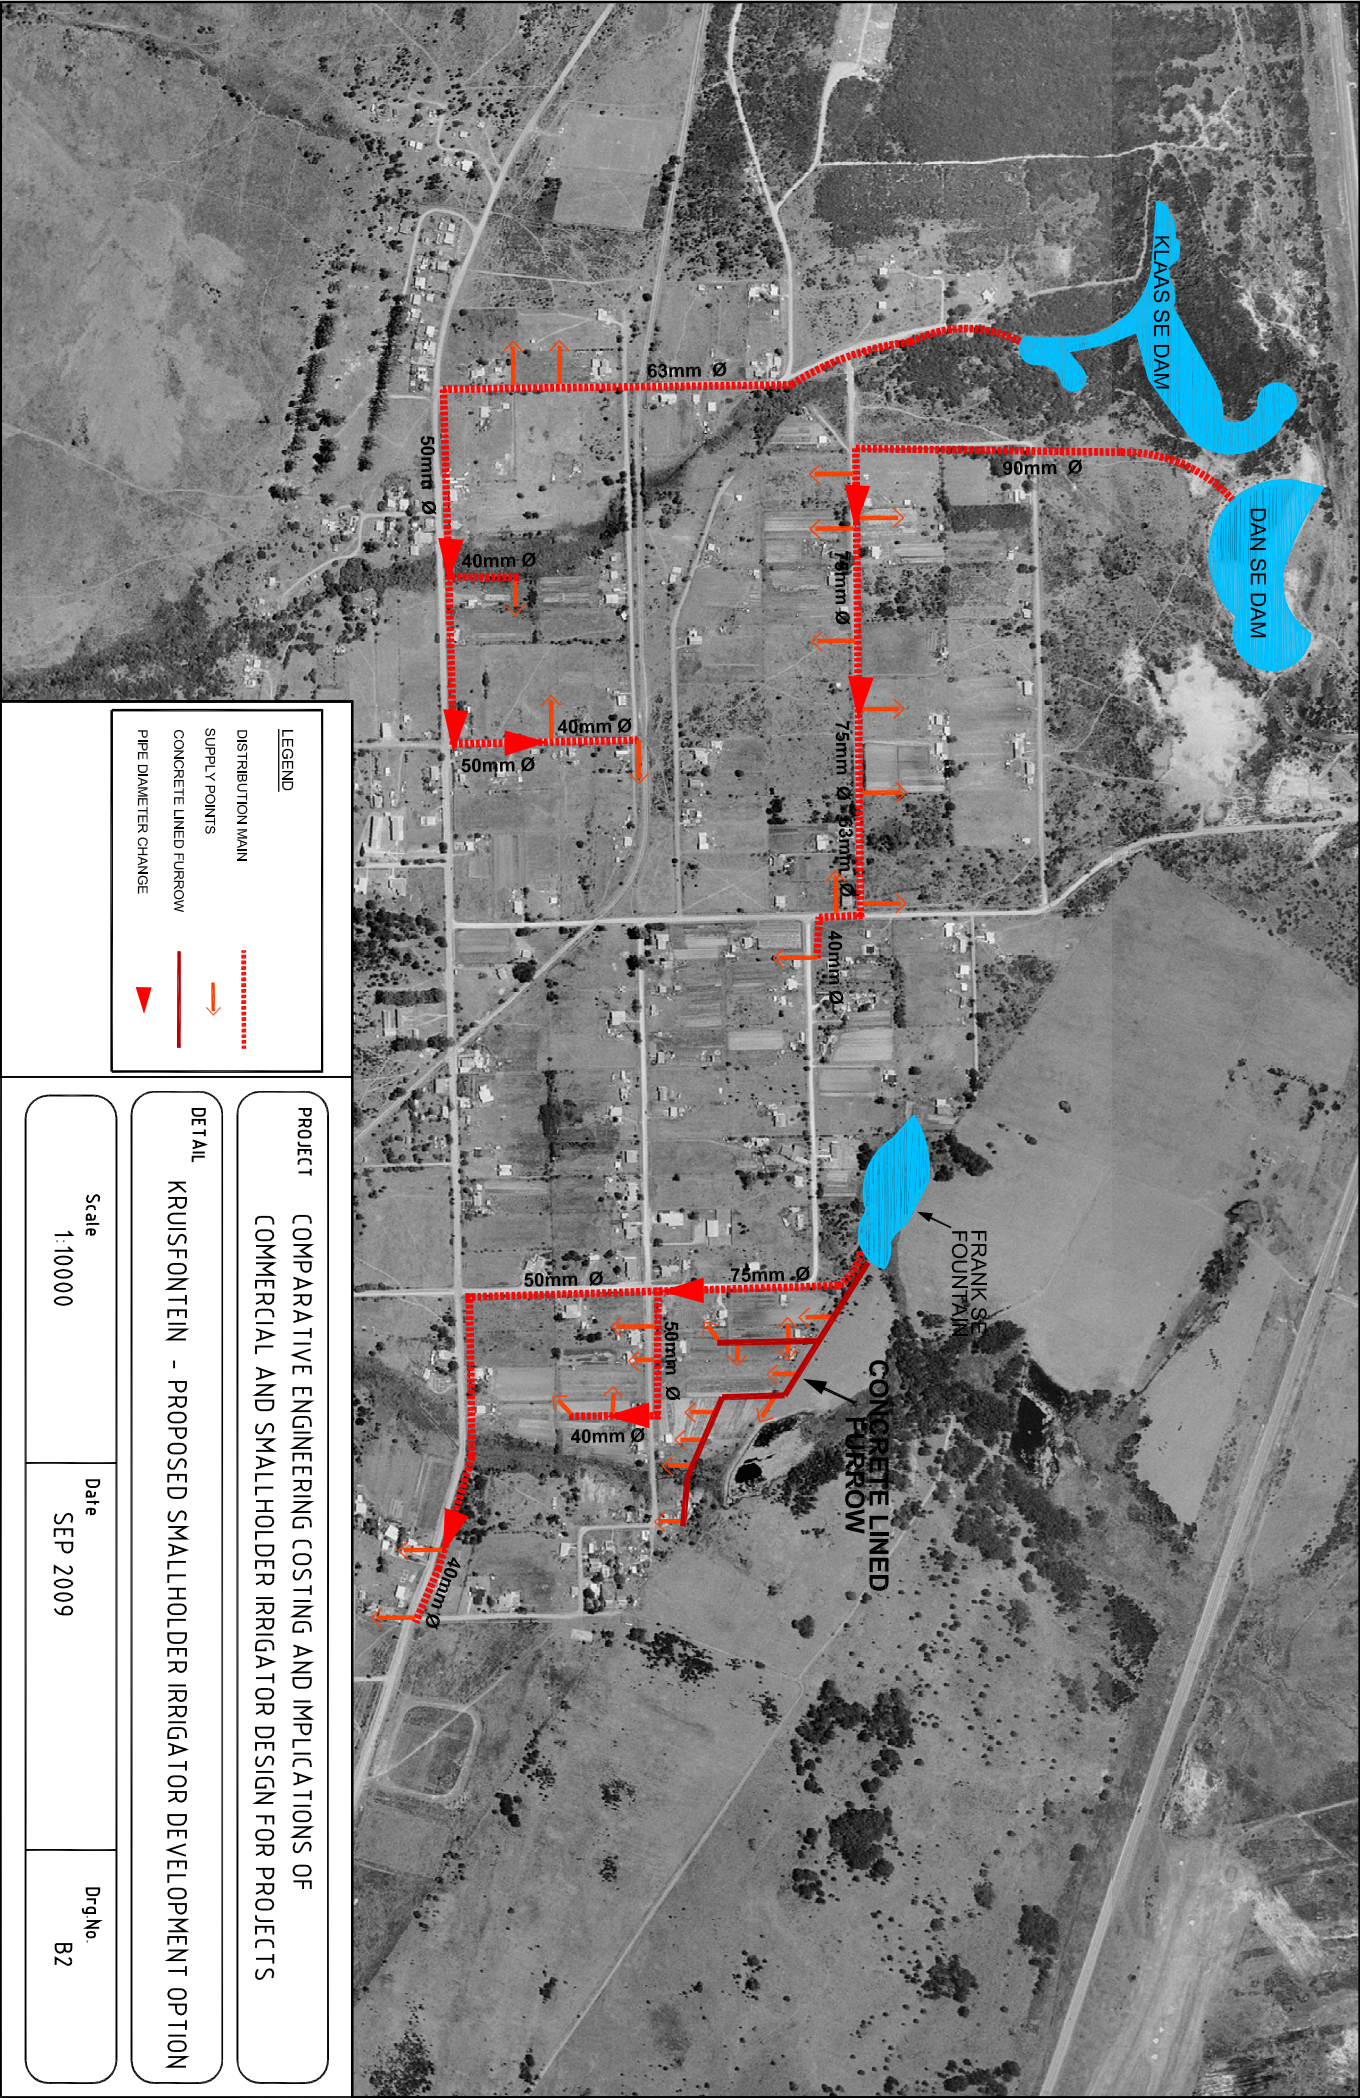 KLAAS SE DAM
DAN SE DAM
63mm Ø
90mm Ø
50mm Ø
40mm Ø
75mm Ø
75mm Ø
63mm Ø
40mm Ø
50mm Ø
40mm Ø
FRANK SE
FOUNTAIN
75mm Ø
50mm Ø
50mm Ø
40mm Ø
CONCRETE LINED
FURROW
40mm Ø
LEGEND
DISTRIBUTION MAIN
SUPPLY POINTS
CONCRETE LINED FURROW
PIPE DIAMETER CHANGE
PROJECT COMPARATIVE ENGINEERING COSTING AND IMPLICATIONS OF
COMMERCIAL AND SMALLHOLDER IRRIGATOR DESIGN FOR PROJECTS
DETAIL KRUISFONTEIN - PROPOSED SMALLHOLDER IRRIGATOR DEVELOPMENT OPTION
Scale
1:10000
Date
SEP 2009
Drg.No.
B2